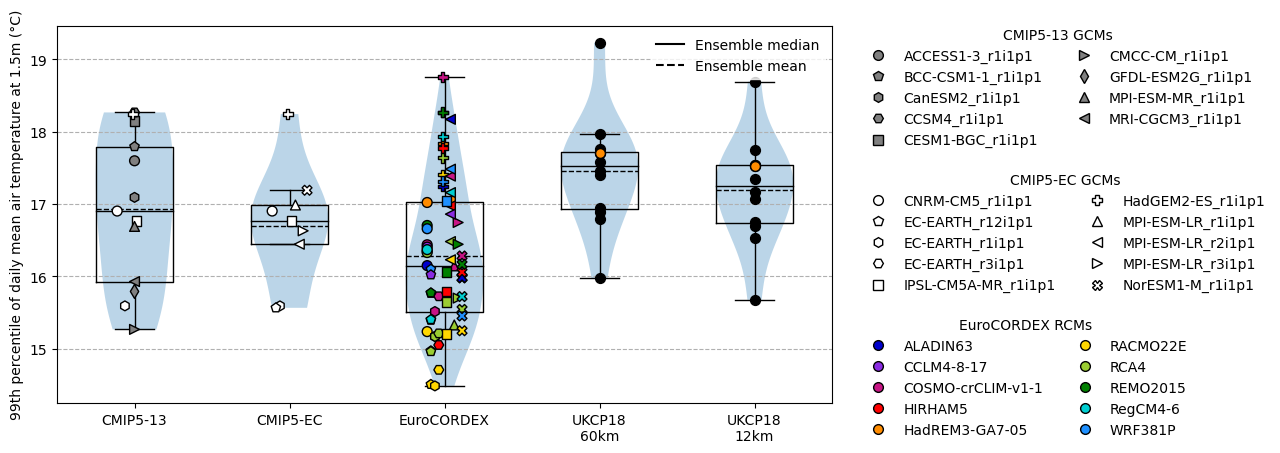 99th percentile of daily mean air temperature at 1.5m (°C)
19
18
17
16
15
Ensemble median
Ensemble mean
CMIP5-13
CMIP5-EC
EuroCORDEX
UKCP18
60km
UKCP18
12km
CMIP5-13 GCMs
ACCESS1-3_r1i1p1
BCC-CSM1-1_r1i1p1
CanESM2_r1i1p1
CCSM4_r1i1p1
CESM1-BGC_r1i1p1
CMCC-CM_r1i1p1
GFDL-ESM2G_r1i1p1
MPI-ESM-MR_r1i1p1
MRI-CGCM3_r1i1p1
CMIP5-EC GCMs
CNRM-CM5_r1i1p1
EC-EARTH_r12i1p1
EC-EARTH_r1i1p1
EC-EARTH_r3i1p1
IPSL-CM5A-MR_r1i1p1
HadGEM2-ES_r1i1p1
MPI-ESM-LR_r1i1p1
MPI-ESM-LR_r2i1p1
MPI-ESM-LR_r3i1p1
NorESM1-M_r1i1p1
EuroCORDEX RCMs
ALADIN63
CCLM4-8-17
COSMO-crCLIM-v1-1
HIRHAM5
HadREM3-GA7-05
RACMO22E
RCA4
REMO2015
RegCM4-6
WRF381P